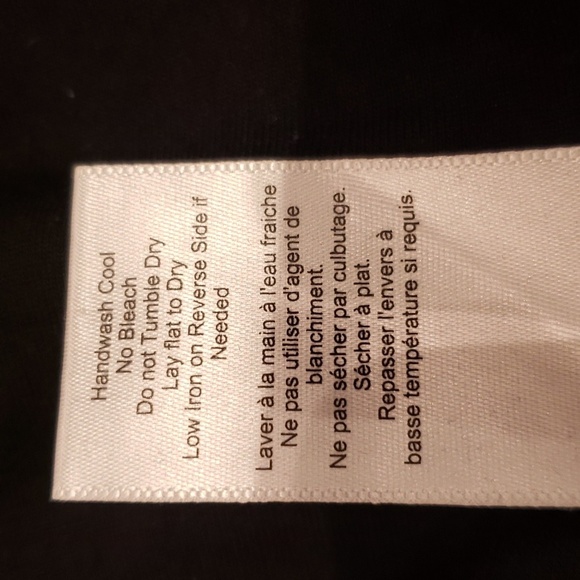 Handwash Cool
No Bleach
Do not Tumble Dry
Lay flat to Dry
Low Iron on Reverse Side if
Needed
Laver à la main à l'eau fraiche
Ne pas utiliser d'agent de
blanchiment.
Ne pas sécher par culbutage.
Sécher à plat.
Repasser l'envers à
basse température si requis.